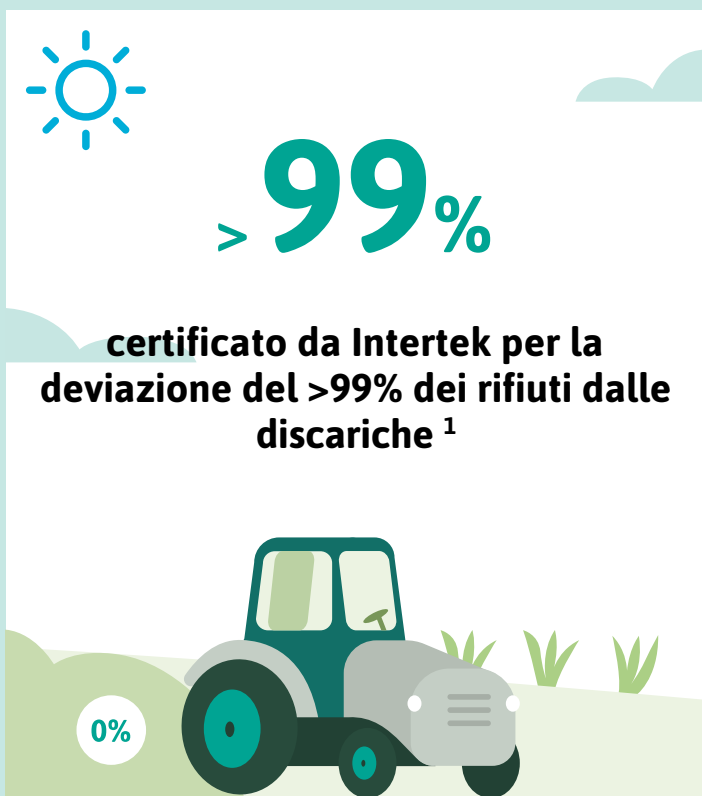 > 99%
certificato da Intertek per la
deviazione del >99% dei rifiuti dalle
discariche ¹
0%